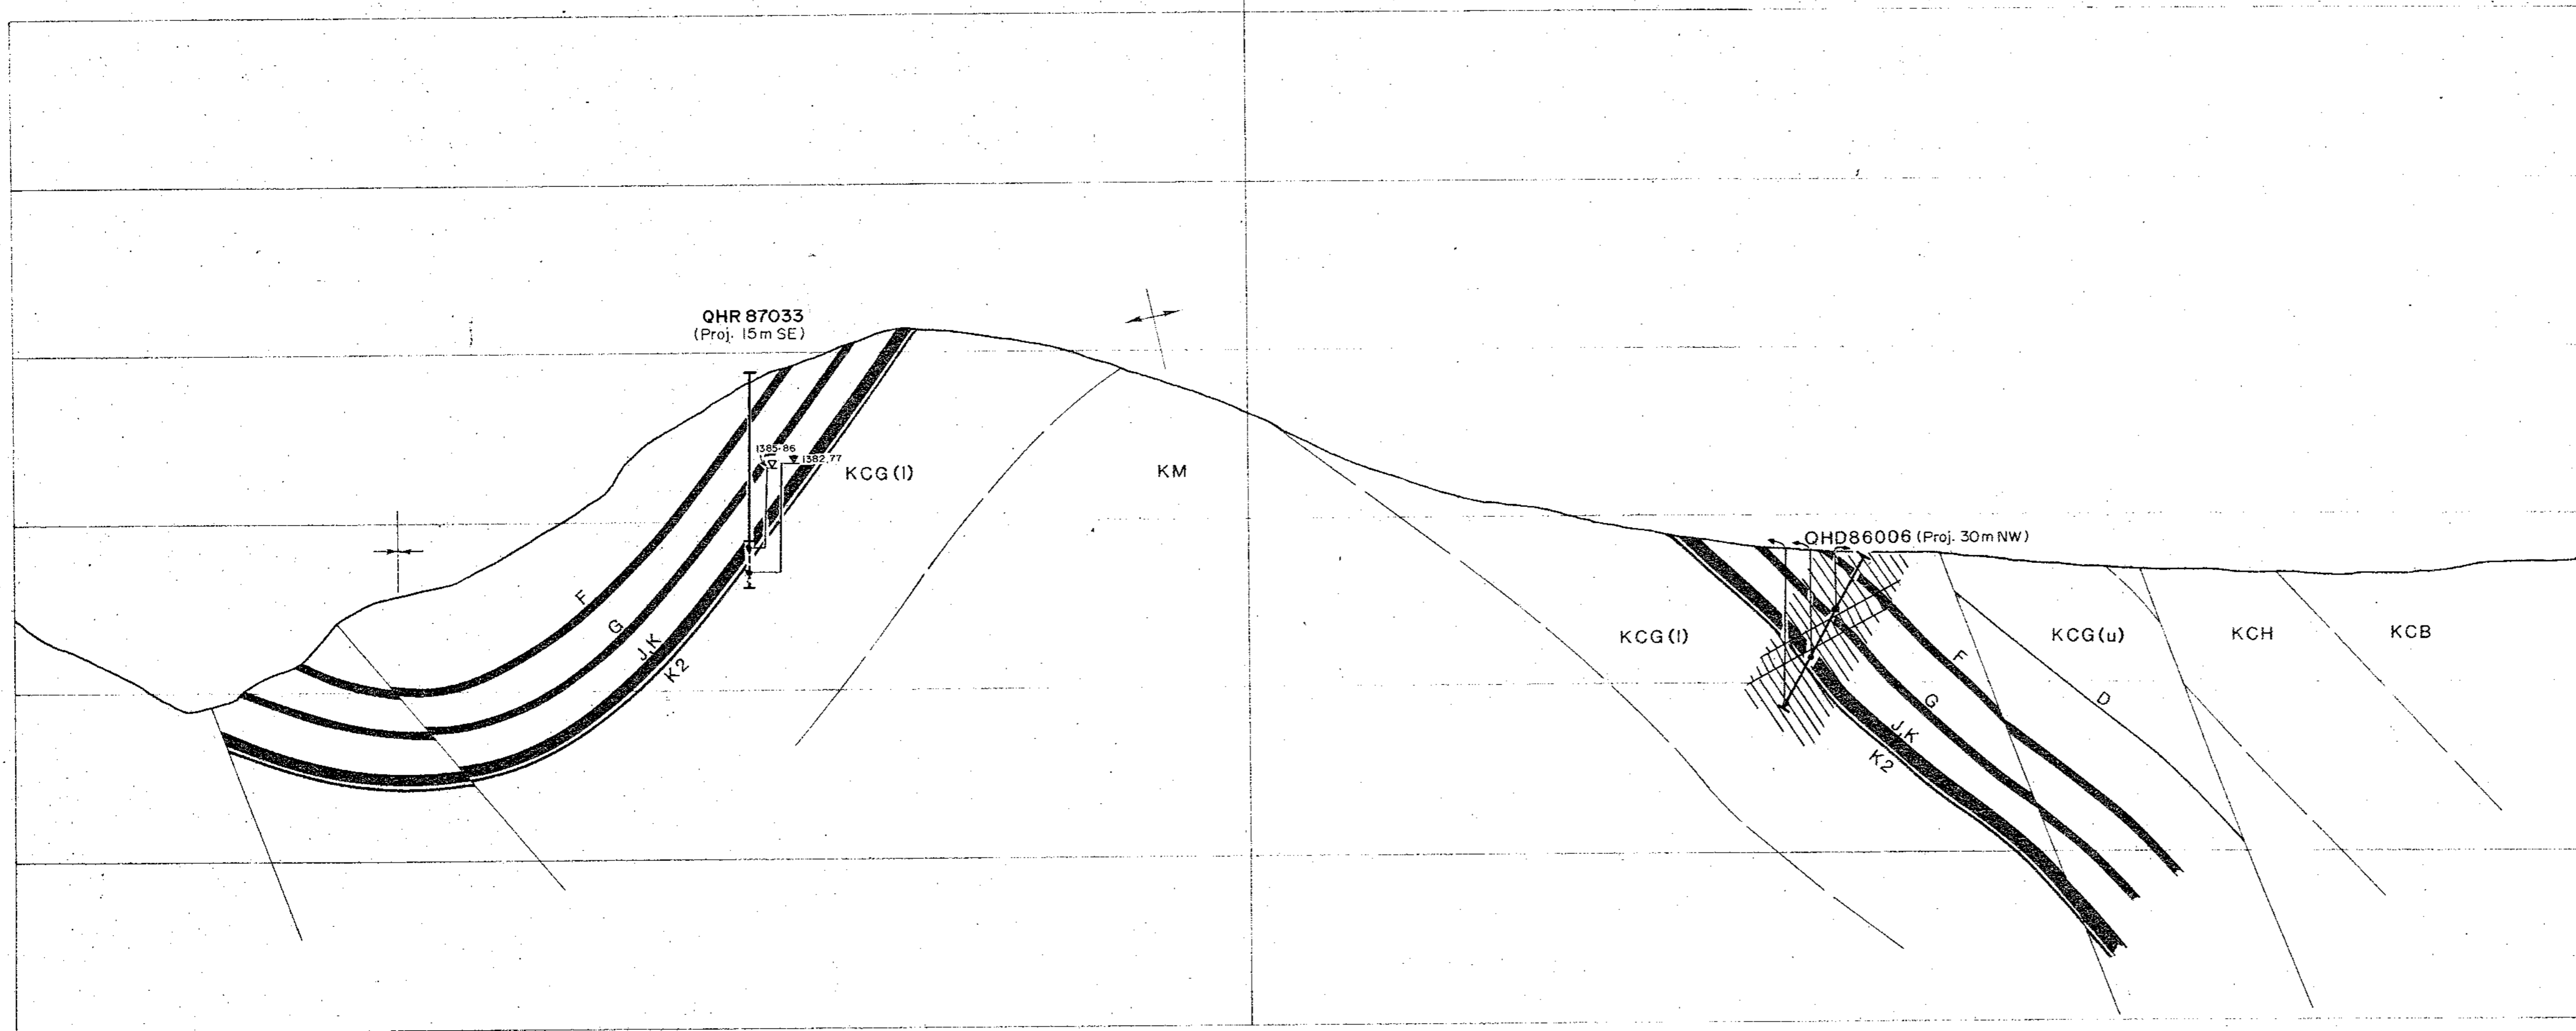 QHR 87033
(Proj. 15m SE)
1385.86
1382.77
KCG (l)
KM
QHD86006 (Proj. 30m NW)
F
G
J,K
K2
KCG (l)
KCG (u)
KCH
KCB
F
D
G
J,K
K2